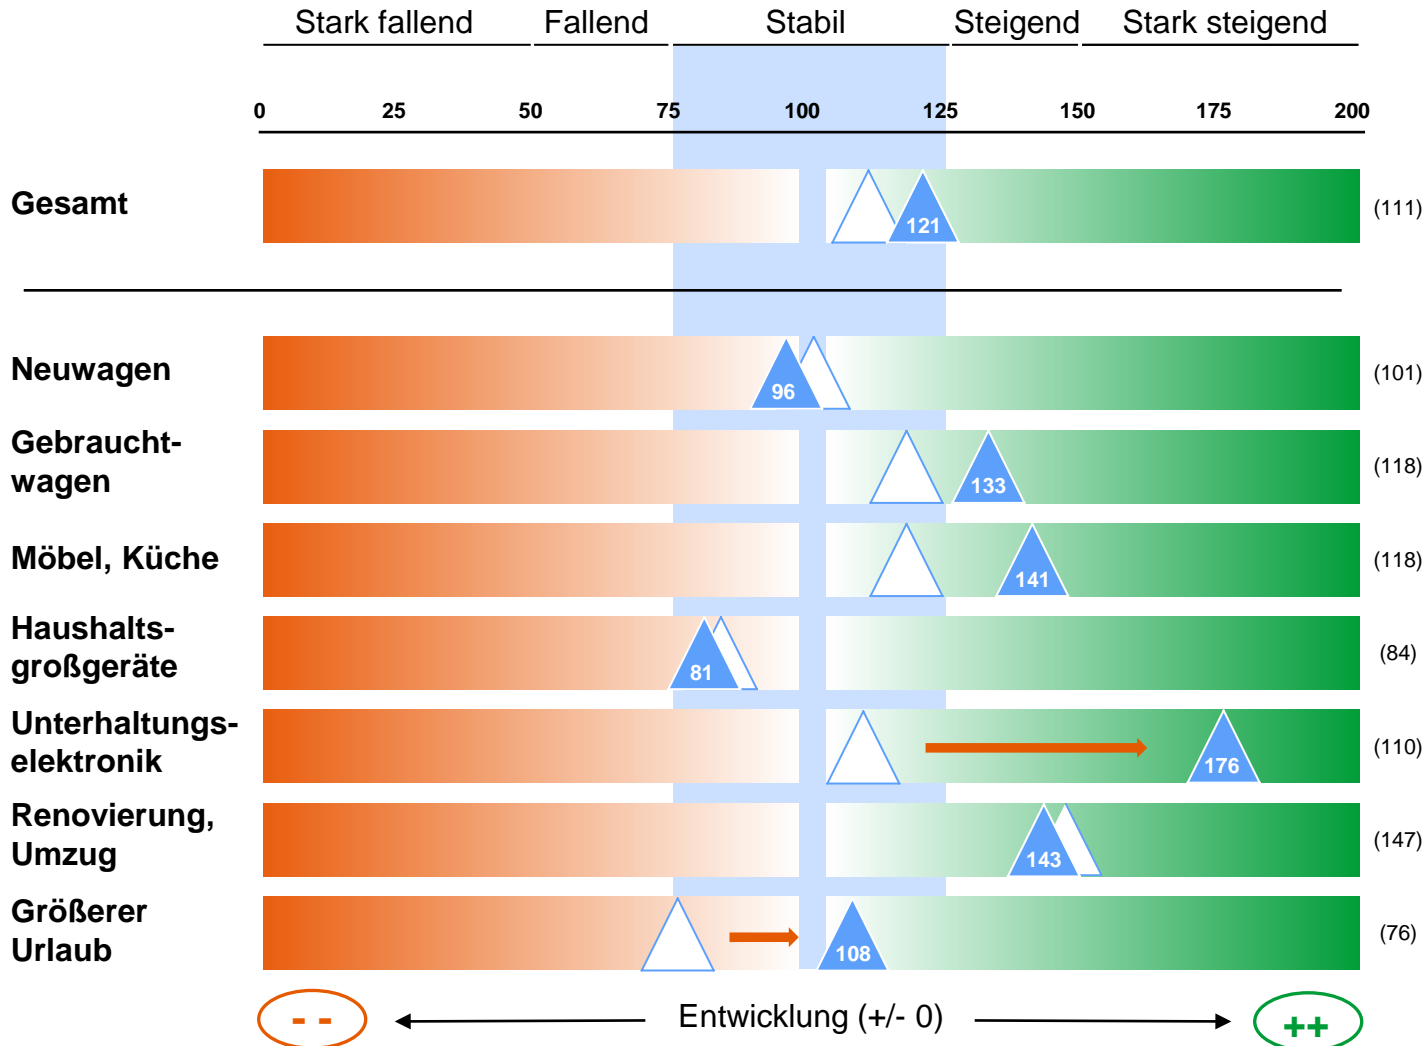 Stark fallend Fallend Stabil Steigend Stark steigend
0 25 50 75 100 125 150 175 200
Gesamt 121 (111)
Neuwagen 96 (101)
Gebraucht-
wagen 133 (118)
Möbel, Küche 141 (118)
Haushalts-
großgeräte 81 (84)
Unterhaltungs-
elektronik 176 (110)
Renovierung,
Umzug 143 (147)
Größerer
Urlaub 108 (76)
- - Entwicklung (+/- 0) ++